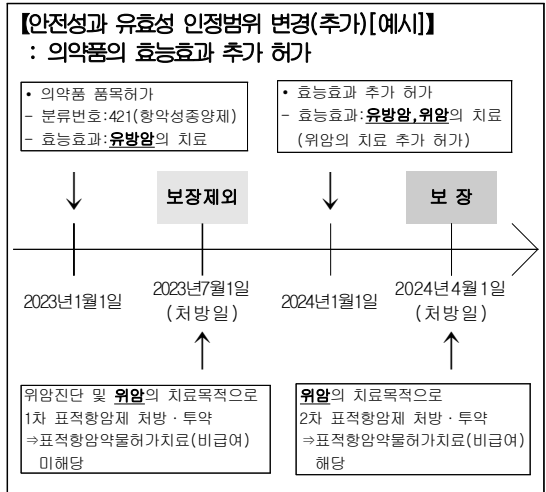 【안전성과 유효성 인정범위 변경(추가)[예시]】
: 의약품의 효능효과 추가 허가
• 의약품 품목허가
- 분류번호:421(항악성종양제)
- 효능효과:유방암의 치료
• 효능효과 추가 허가
- 효능효과:유방암,위암의 치료
(위암의 치료 추가 허가)
보장제외
보 장
2023년1월1일
2023년7월1일
(처방일)
2024년1월1일
2024년4월1일
(처방일)
위암진단 및 위암의 치료목적으로
1차 표적항암제 처방·투약
⇒표적항암약물허가치료(비급여)
미해당
위암의 치료목적으로
2차 표적항암제 처방·투약
⇒표적항암약물허가치료(비급여)
해당